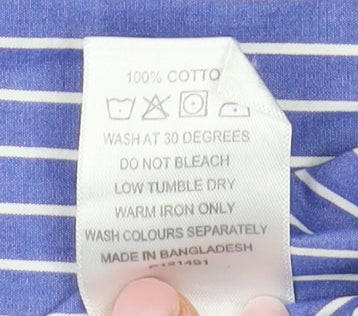 100% COTTO
WASH AT 30 DEGREES
DO NOT BLEACH
LOW TUMBLE DRY
WARM IRON ONLY
WASH COLOURS SEPARATELY
MADE IN BANGLADESH